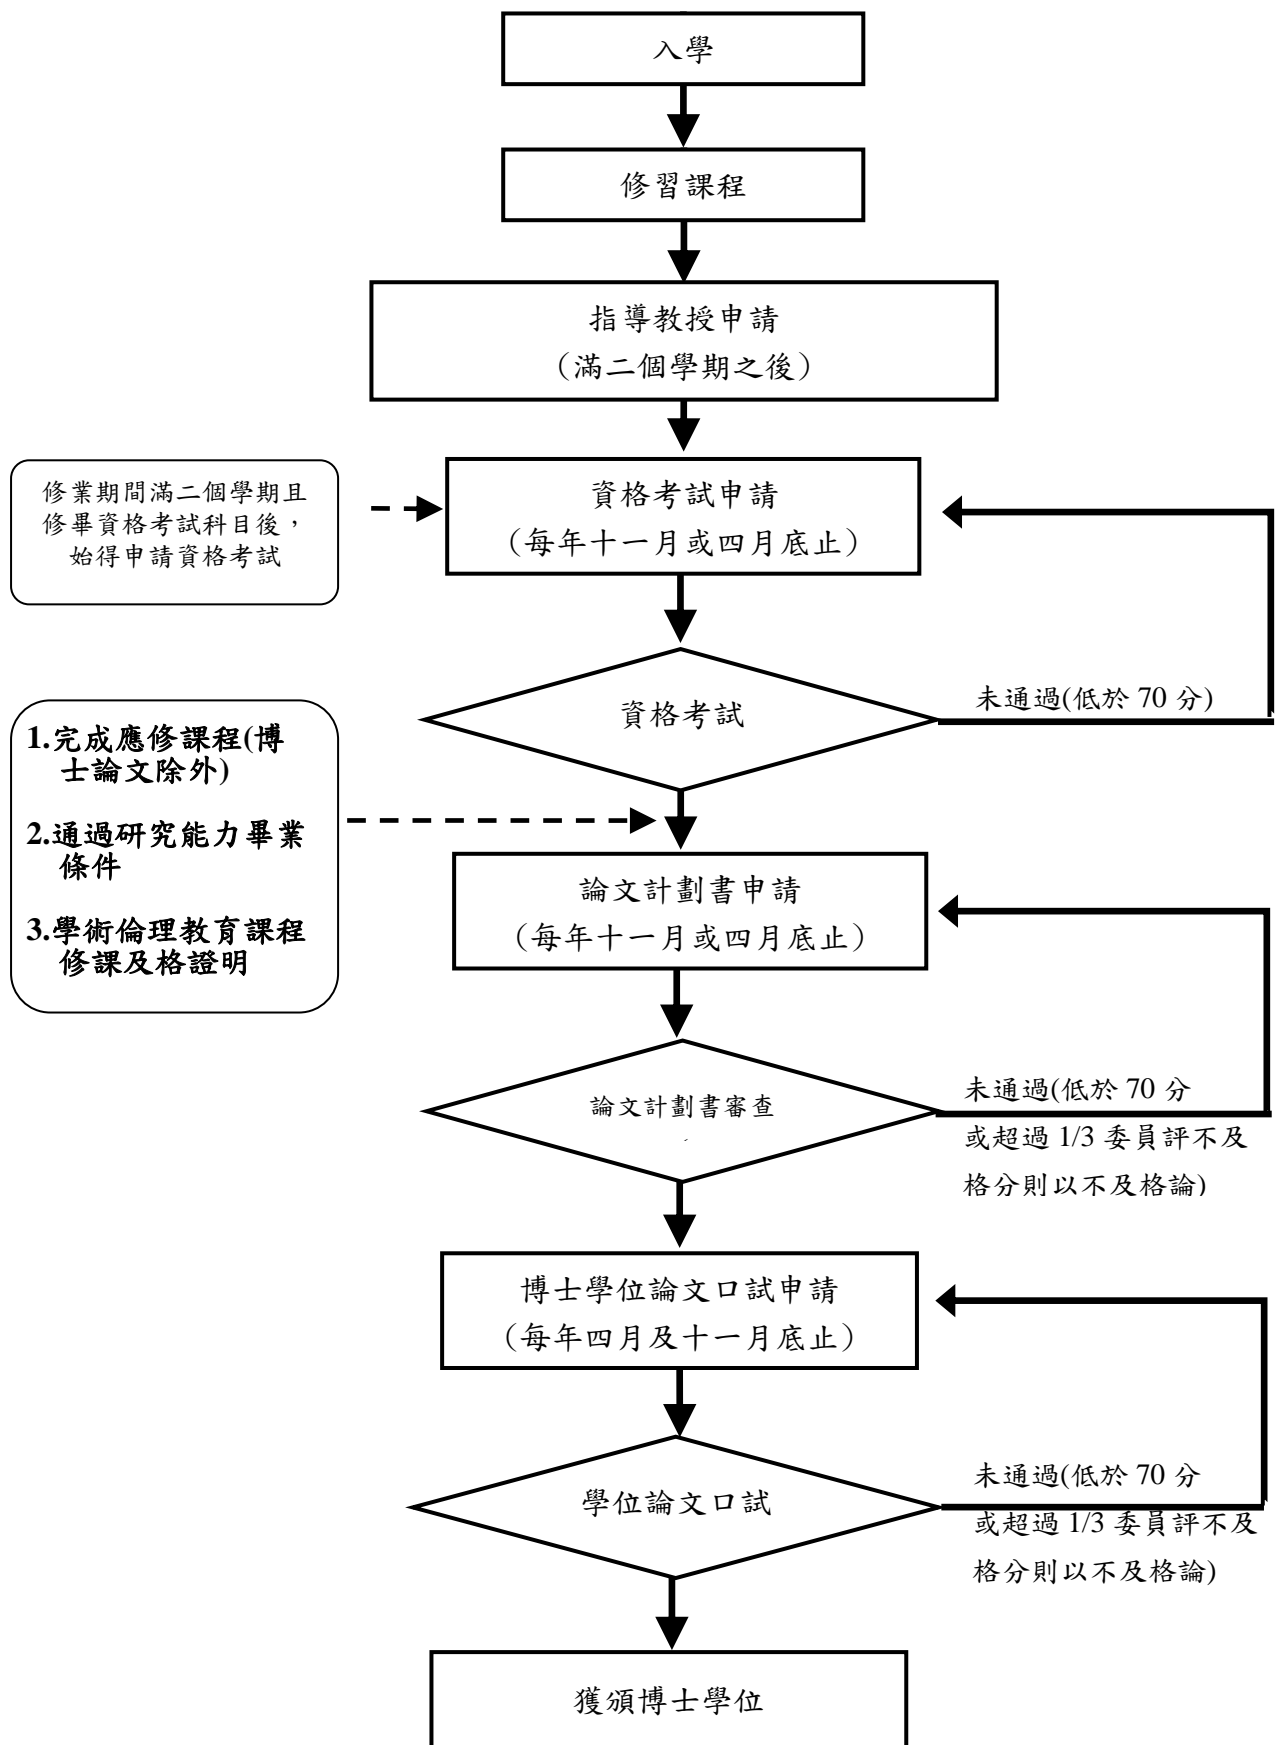 入學
修習課程
指導教授申請
（滿二個學期之後）
修業期間滿二個學期且
修畢資格考試科目後，
始得申請資格考試
資格考試申請
（每年十一月或四月底止）
資格考試
未通過(低於 70 分)
1.完成應修課程(博
士論文除外)
2.通過研究能力畢業
條件
3.學術倫理教育課程
修課及格證明
論文計劃書申請
（每年十一月或四月底止）
論文計劃書審查
未通過(低於 70 分
或超過 1/3 委員評不及
格分則以不及格論)
博士學位論文口試申請
（每年四月及十一月底止）
學位論文口試
未通過(低於 70 分
或超過 1/3 委員評不及
格分則以不及格論)
獲頒博士學位